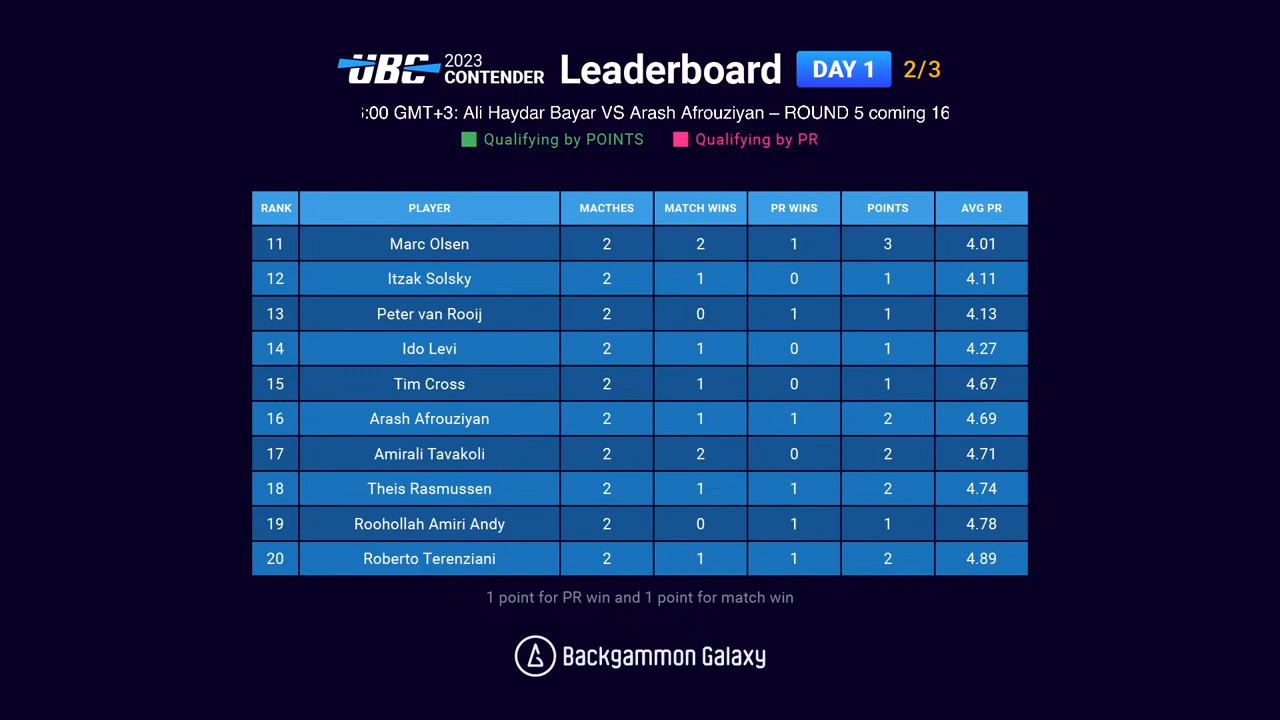 UBC 2023 CONTENDER Leaderboard DAY 1 2/3
:00 GMT+3: Ali Haydar Bayar VS Arash Afrouziyan – ROUND 5 coming 16
Qualifying by POINTS Qualifying by PR
RANK PLAYER MACTHES MATCH WINS PR WINS POINTS AVG PR
11 Marc Olsen 2 2 1 3 4.01
12 Itzak Solsky 2 1 0 1 4.11
13 Peter van Rooij 2 0 1 1 4.13
14 Ido Levi 2 1 0 1 4.27
15 Tim Cross 2 1 0 1 4.67
16 Arash Afrouziyan 2 1 1 2 4.69
17 Amirali Tavakoli 2 2 0 2 4.71
18 Theis Rasmussen 2 1 1 2 4.74
19 Roohollah Amiri Andy 2 0 1 1 4.78
20 Roberto Terenziani 2 1 1 2 4.89
1 point for PR win and 1 point for match win
Backgammon Galaxy